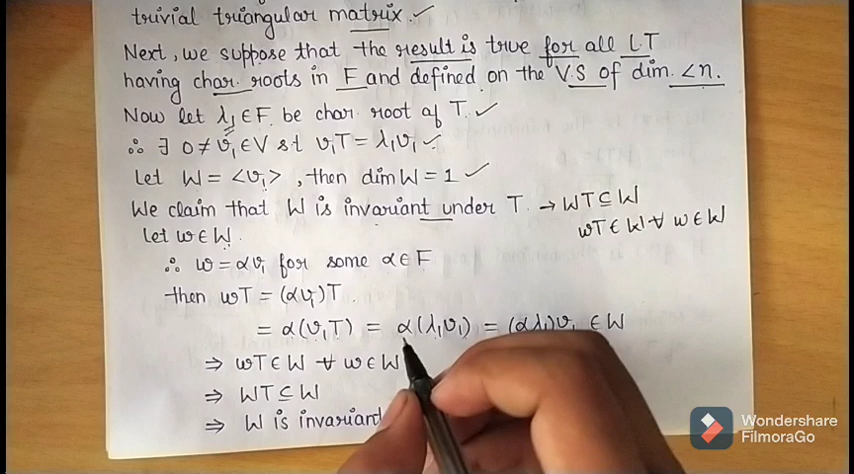 trivial triangular matrix. ✓
Next, we suppose that the result is true for all L.T
having char. roots in F and defined on the V.S of dim. < n.
Now let λ₁ ∈ F be char. root of T. ✓
∴ ∃ 0 ≠ v₁ ∈ V s.t v₁T = λ₁v₁ ✓
Let W = <v₁>, then dim W = 1 ✓
We claim that W is invariant under T. → WT ⊆ W
wT ∈ W ∀ w ∈ W
Let w ∈ W.
∴ w = αv₁ for some α ∈ F
then wT = (αv₁)T
= α(v₁T) = α(λ₁v₁) = (αλ₁)v₁ ∈ W
⇒ wT ∈ W ∀ w ∈ W
⇒ WT ⊆ W
⇒ W is invariant
Wondershare
FilmoraGo